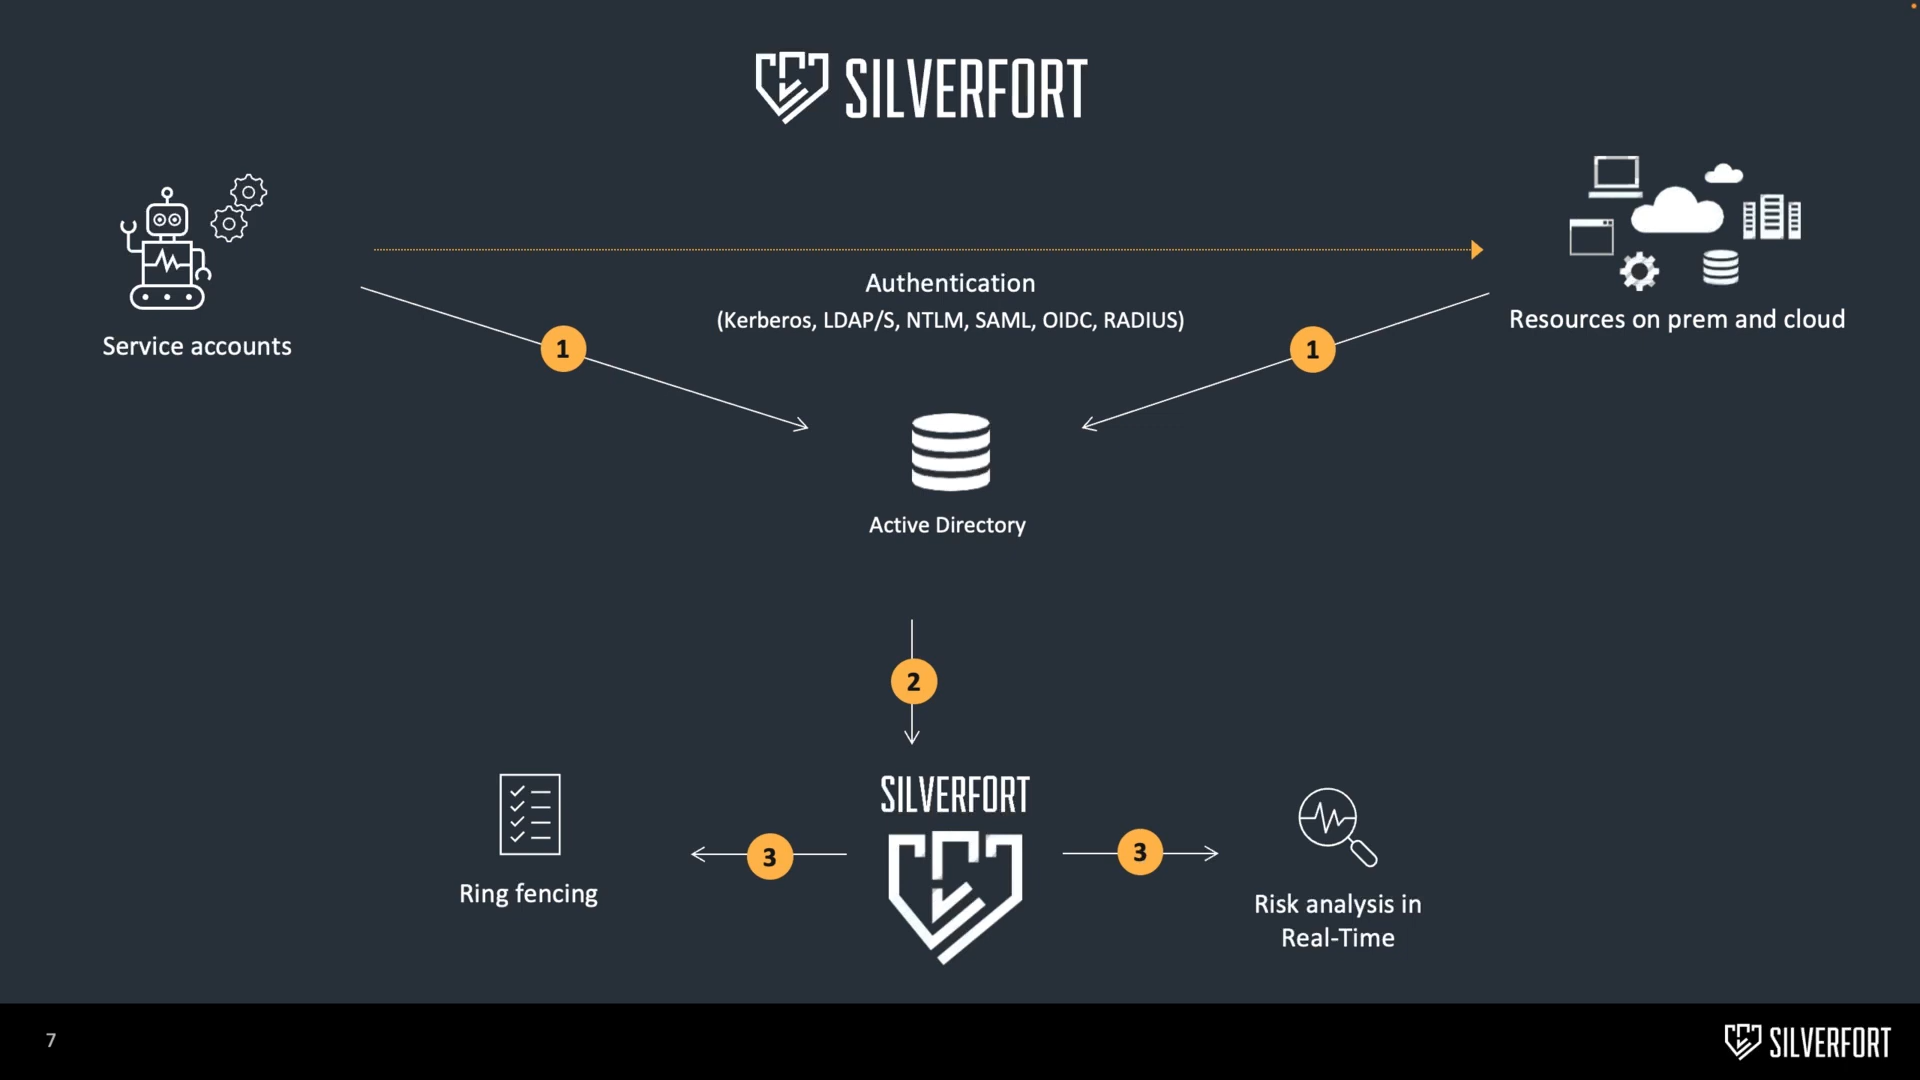 SILVERFORT
Authentication
(Kerberos, LDAP/S, NTLM, SAML, OIDC, RADIUS)
Service accounts
Resources on prem and cloud
1
1
Active Directory
2
SILVERFORT
3
3
Ring fencing
Risk analysis in
Real-Time
7
SILVERFORT